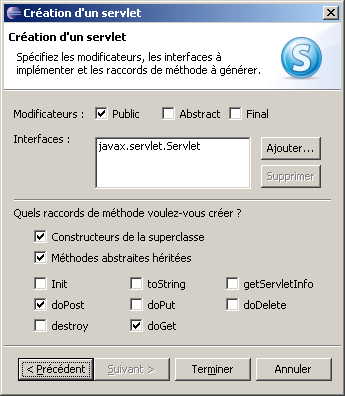 Création d'un servlet
Création d'un servlet
Spécifiez les modificateurs, les interfaces à
implémenter et les raccords de méthode à générer.
S
Modificateurs : Public Abstract Final
Interfaces :
javax.servlet.Servlet
Ajouter...
Supprimer
Quels raccords de méthode voulez-vous créer ?
Constructeurs de la superclasse
Méthodes abstraites héritées
Init toString getServletInfo
doPost doPut doDelete
destroy doGet
< Précédent Suivant > Terminer Annuler